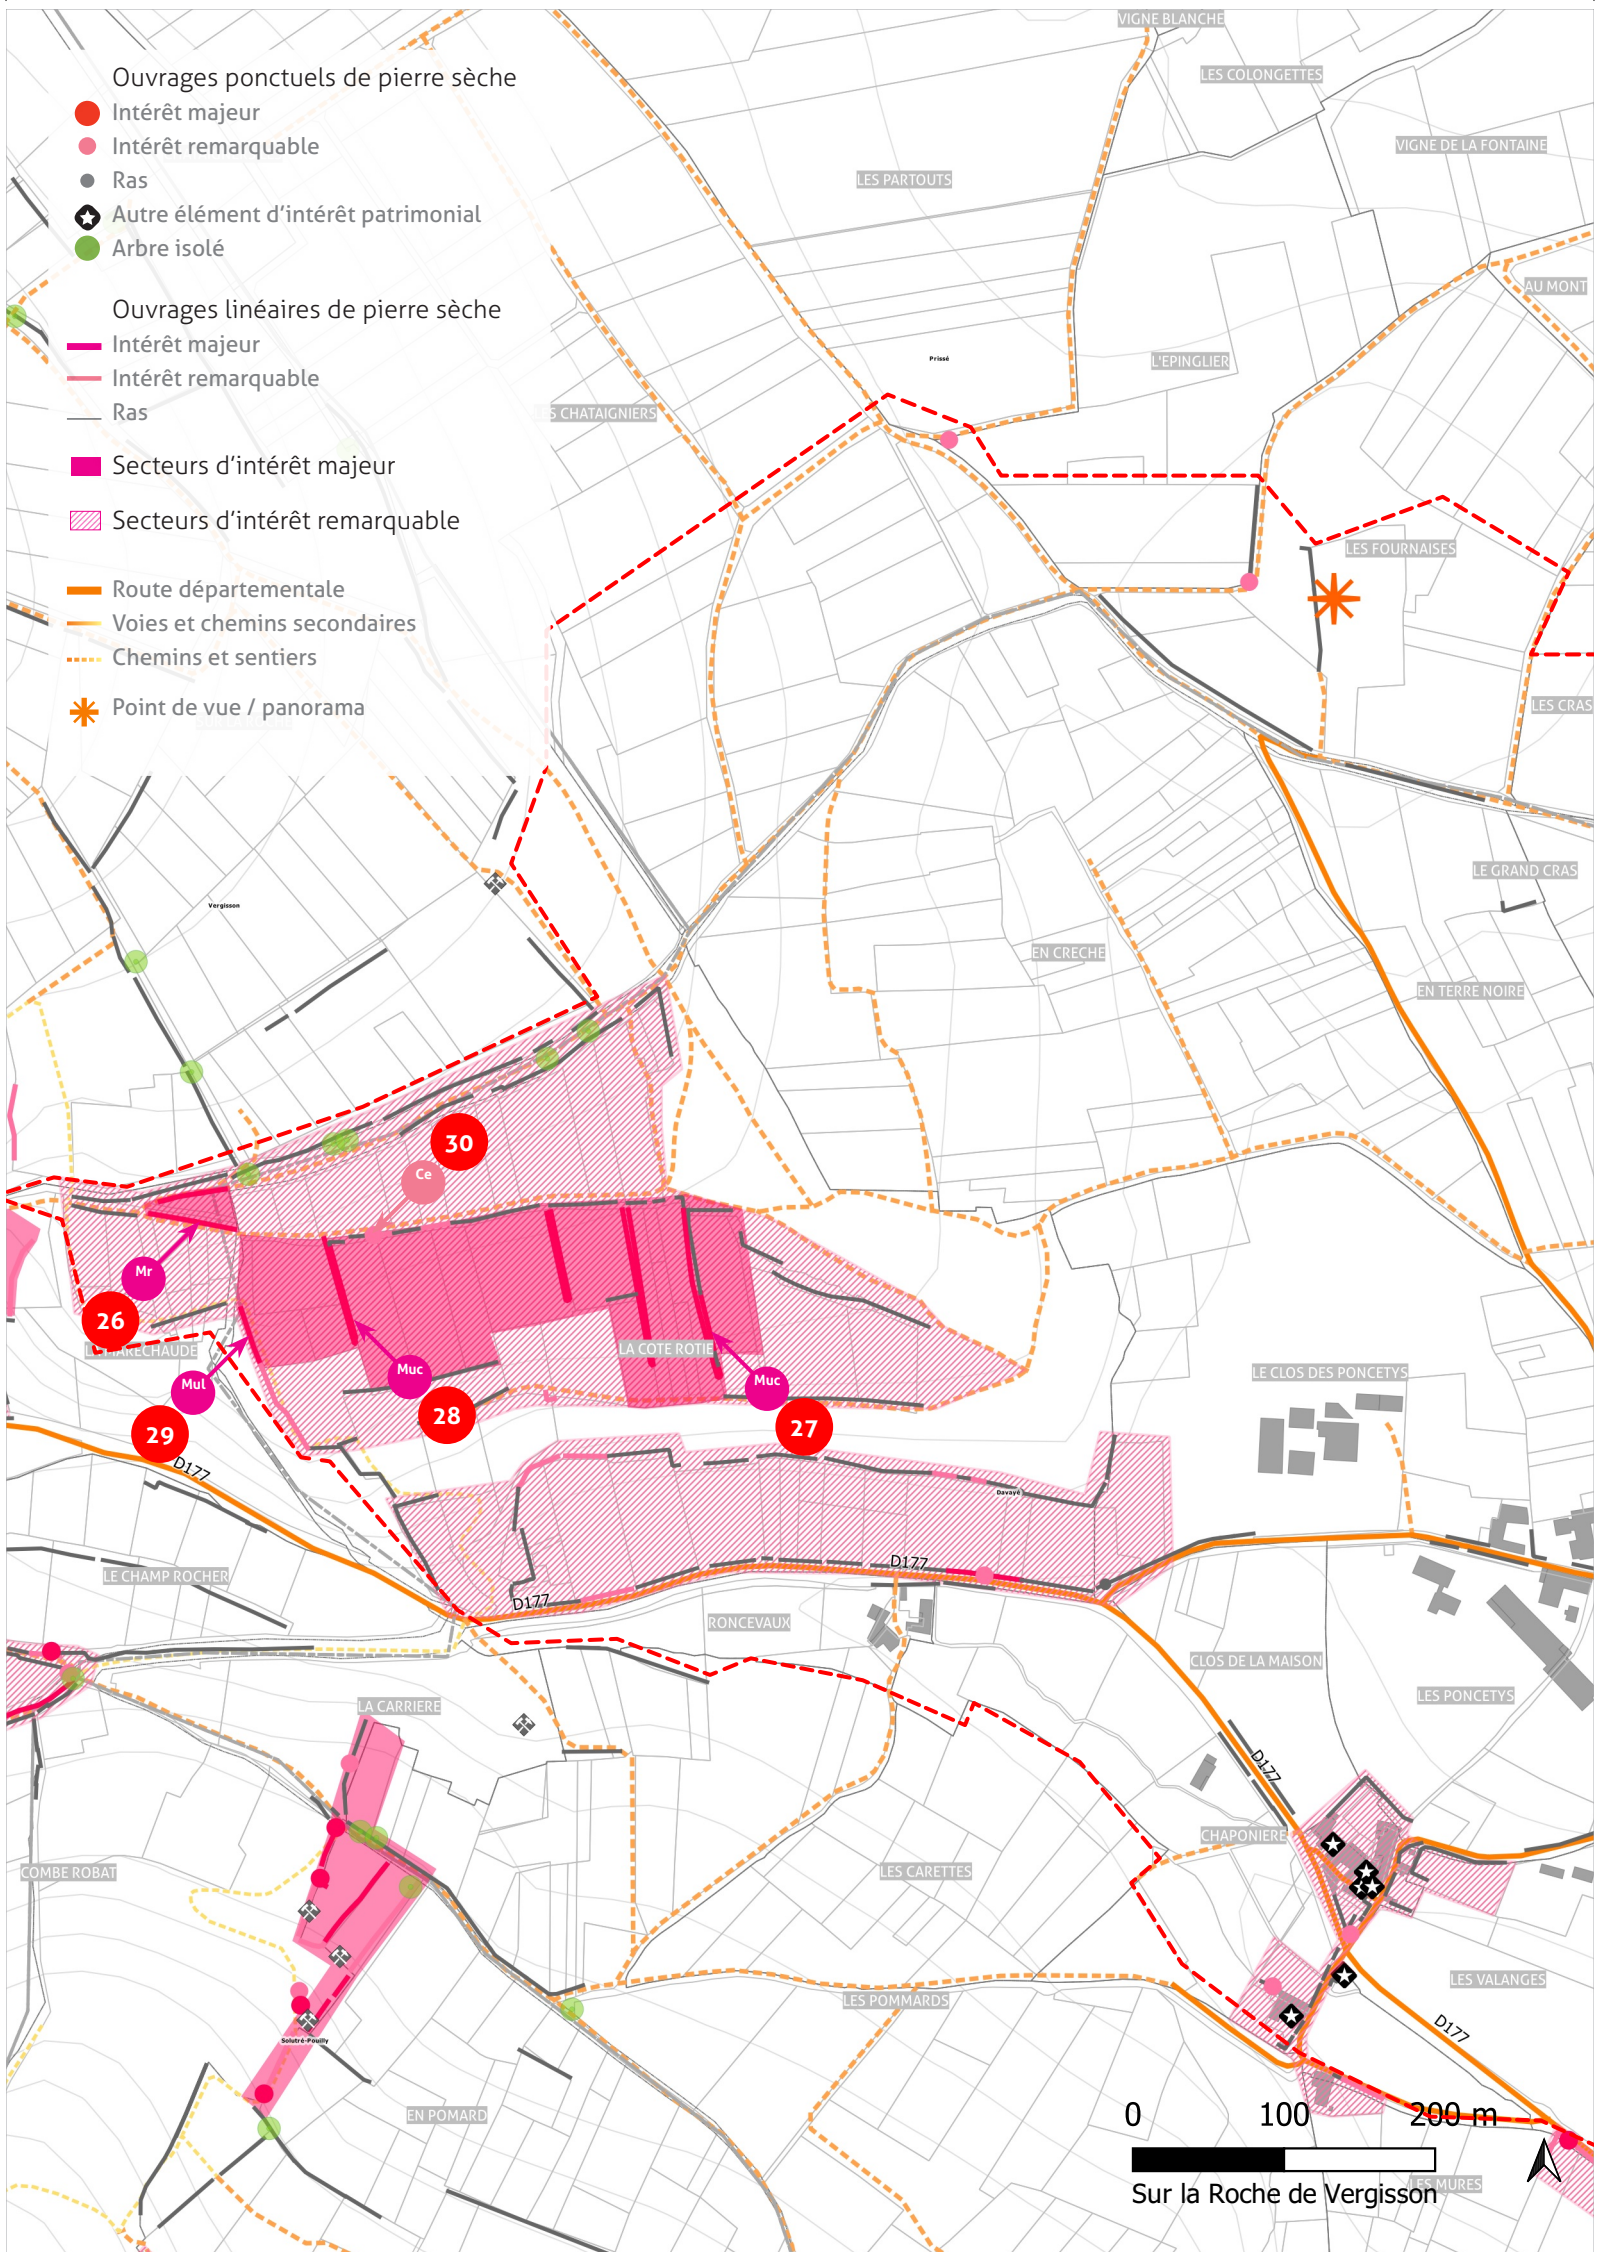 VIGNE BLANCHE
LES COLONGETTES
VIGNE DE LA FONTAINE
LES PARTOUTS
AU MONT
Ouvrages ponctuels de pierre sèche
Intérêt majeur
Intérêt remarquable
Ras
Autre élément d'intérêt patrimonial
Arbre isolé
Ouvrages linéaires de pierre sèche
Intérêt majeur
Intérêt remarquable
Ras
Secteurs d'intérêt majeur
Secteurs d'intérêt remarquable
Route départementale
Voies et chemins secondaires
Chemins et sentiers
Point de vue / panorama
Prissé
L'EPINGLIER
S CHATAIGNIERS
LES FOURNAISES
LES CRAS
LE GRAND CRAS
Vergisson
EN CRECHE
EN TERRE NOIRE
30
Ce
Mr
26
MARECHAUDE
LA COTE ROTIE
Muc
Mul
Muc
28
27
29
D177
LE CLOS DES PONCETYS
Davayé
D177
D177
LE CHAMP ROCHER
RONCEVAUX
CLOS DE LA MAISON
LES PONCETYS
LA CARRIERE
D177
CHAPONIERE
COMBE ROBAT
LES CARETTES
LES VALANGES
LES POMMARDS
D177
Solutré-Pouilly
EN POMARD
0 100 200 m
LES MURES
Sur la Roche de Vergisson